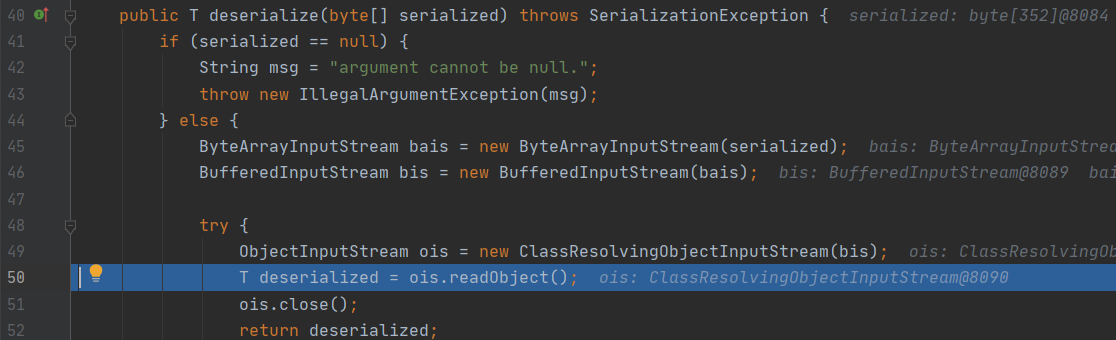 40 public T deserialize(byte[] serialized) throws SerializationException { serialized: byte[352]@8084
41 if (serialized == null) {
42 String msg = "argument cannot be null.";
43 throw new IllegalArgumentException(msg);
44 } else {
45 ByteArrayInputStream bais = new ByteArrayInputStream(serialized); bais: ByteArrayInputStrea
46 BufferedInputStream bis = new BufferedInputStream(bais); bis: BufferedInputStream@8089 bai
47
48 try {
49 ObjectInputStream ois = new ClassResolvingObjectInputStream(bis); ois: ClassResolvingOb
50 T deserialized = ois.readObject(); ois: ClassResolvingObjectInputStream@8090
51 ois.close();
52 return deserialized;